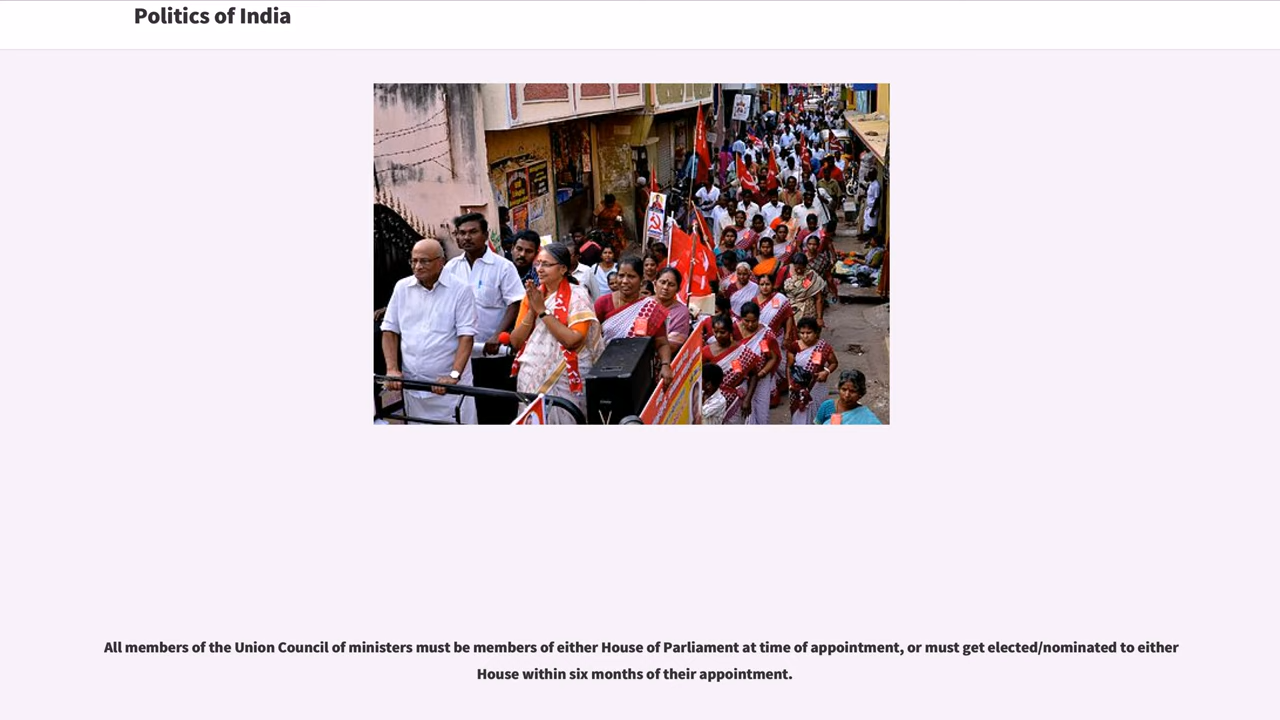 Politics of India
All members of the Union Council of ministers must be members of either House of Parliament at time of appointment, or must get elected/nominated to either
House within six months of their appointment.